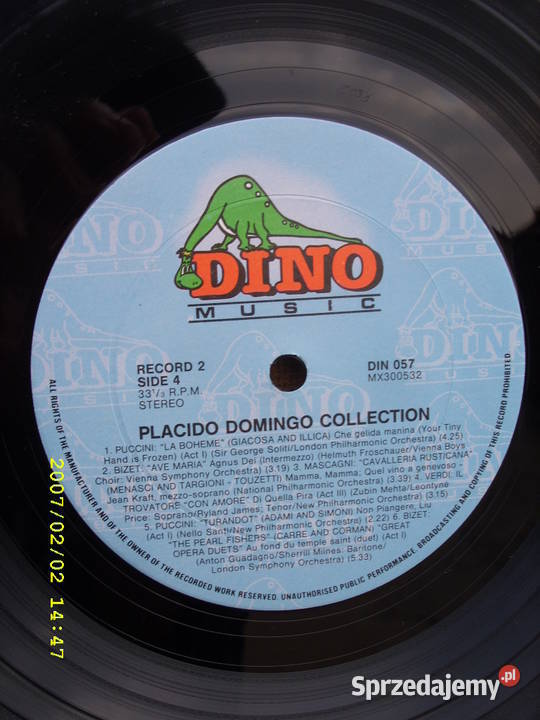 DINO
MUSIC
RECORD 2
SIDE 4
33⅓ R.P.M.
STEREO
DIN 057
MX300532
PLACIDO DOMINGO COLLECTION
1. PUCCINI: "LA BOHEME" (GIACOSA AND ILLICA) Che gelida manina (Your Tiny
Hand is Frozen) (Act I) (Sir George Solti/London Philharmonic Orchestra) (4.25)
2. BIZET: "AVE MARIA" Agnus Dei (Intermezzo) (Helmuth Froschauer/Vienna Boys
Choir: Vienna Symphony Orchestra) (3.19) 3. MASCAGNI: "CAVALLERIA RUSTICANA"
(MENASCI AND TARGIONI - TOUZETTI) Mamma, Mamma; Quel vino a genevoso -
Jean Kraft, mezzo-soprano (National Philharmonic Orchestra) (3.39) 4. VERDI: IL
TROVATORE "CON AMORE" Di Quella Pira (Act III) (Zubin Mehta/Leontyne
Price: Soprano/Ryland James: Tenor/New Philharmonic Orchestra) (3.15)
5. PUCCINI: "TURANDOT" (ADAMI AND SIMONI) Non Piangere, Liu
(Act I) (Nello Santi/New Philharmonic Orchestra) (2.22) 6. BIZET:
"THE PEARL FISHERS" (CARRE AND CORMAN) "GREAT
OPERA DUETS" Au fond du temple saint (duet) (Act I)
(Anton Guadagno/Sherrill Milnes: Baritone/
London Symphony Orchestra) (5.33)
ALL RIGHTS OF THE MANUFACTURER AND OF THE OWNER OF THE RECORDED WORK RESERVED. UNAUTHORISED PUBLIC PERFORMANCE, BROADCASTING AND COPYING OF THIS RECORD PROHIBITED
DINO
MUSIC
DINO
MUSIC
DINO
2007/02/02 14:47
Sprzedajemy.pl